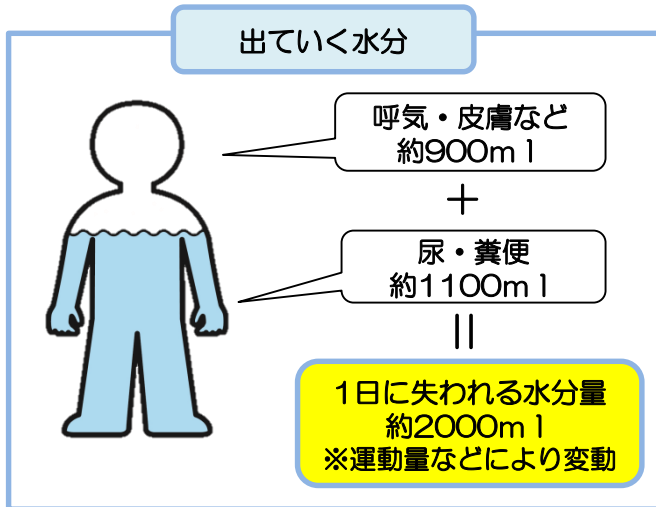 出ていく水分
呼気・皮膚など
約900ml
＋
尿・糞便
約1100ml
＝
1日に失われる水分量
約2000ml
※運動量などにより変動